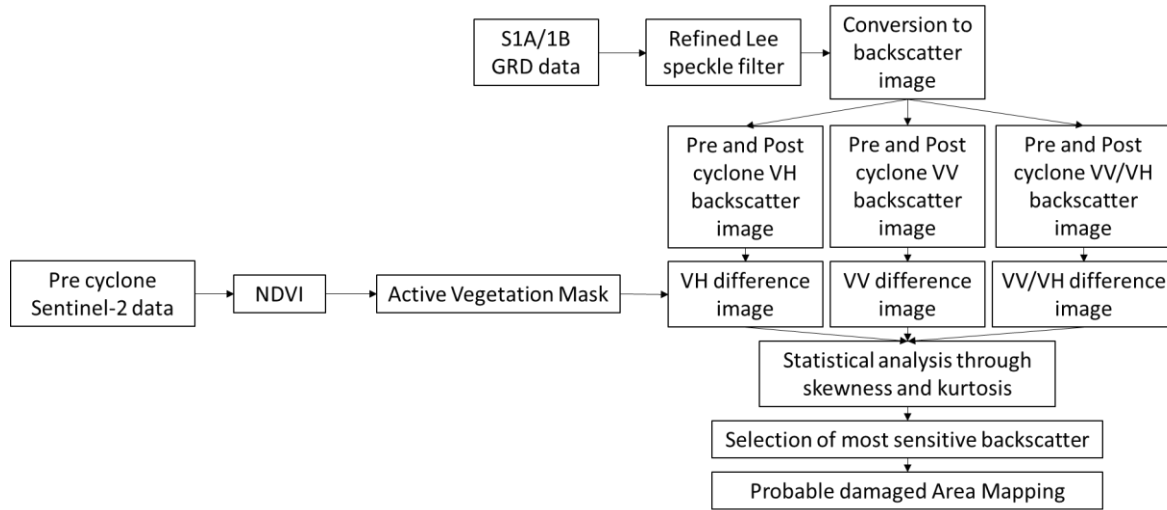 S1A/1B
GRD data
Refined Lee
speckle filter
Conversion to
backscatter
image
Pre and Post
cyclone VH
backscatter
image
Pre and Post
cyclone VV
backscatter
image
Pre and Post
cyclone VV/VH
backscatter
image
Pre cyclone
Sentinel-2 data
NDVI
Active Vegetation Mask
VH difference
image
VV difference
image
VV/VH difference
image
Statistical analysis through
skewness and kurtosis
Selection of most sensitive backscatter
Probable damaged Area Mapping